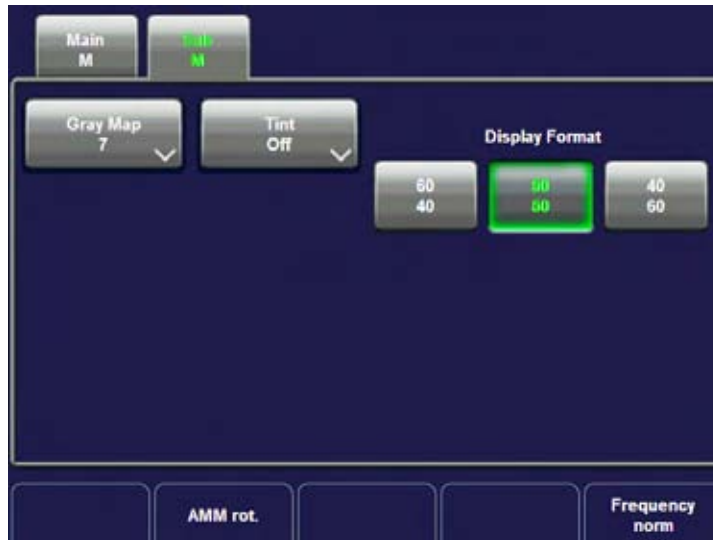 Main
M
Sub
M
Gray Map
7
Tint
Off
Display Format
60
40
50
50
40
60
AMM rot.
Frequency
norm